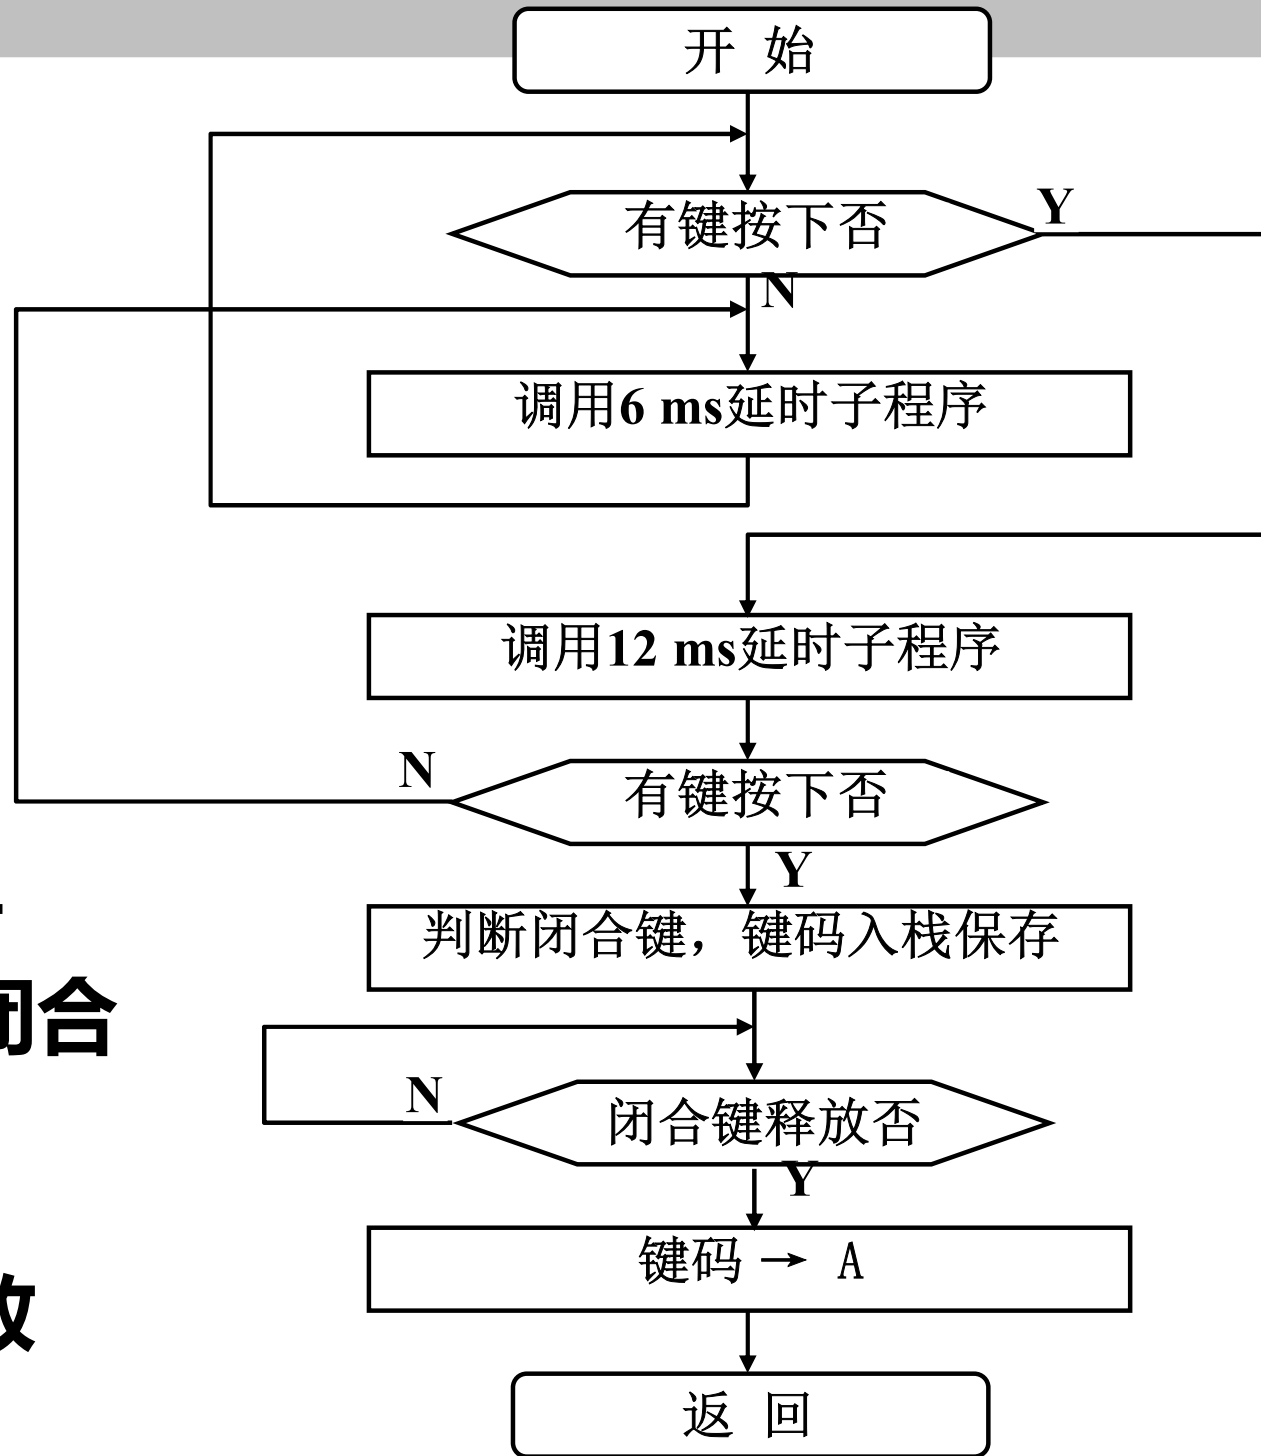 开 始
有键按下否
Y
N
调用6 ms延时子程序
调用12 ms延时子程序
N
有键按下否
Y
判断闭合键，键码入栈保存
闭合
N
闭合键释放否
Y
键码→ A
放
返 回